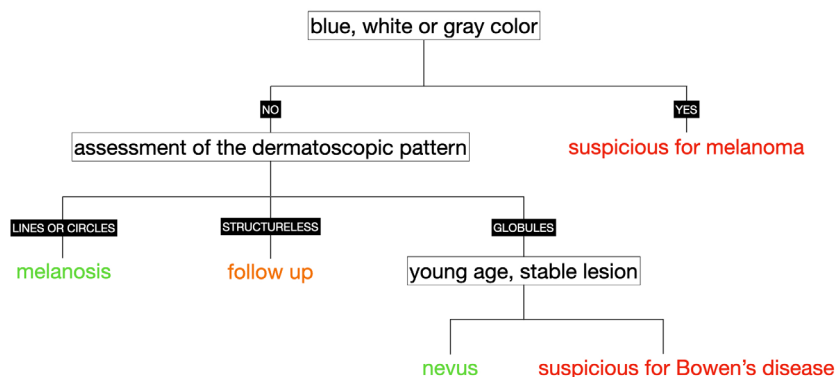 blue, white or gray color
NO
YES
assessment of the dermatoscopic pattern
suspicious for melanoma
LINES OR CIRCLES
STRUCTURELESS
GLOBULES
melanosis
follow up
young age, stable lesion
nevus
suspicious for Bowen's disease